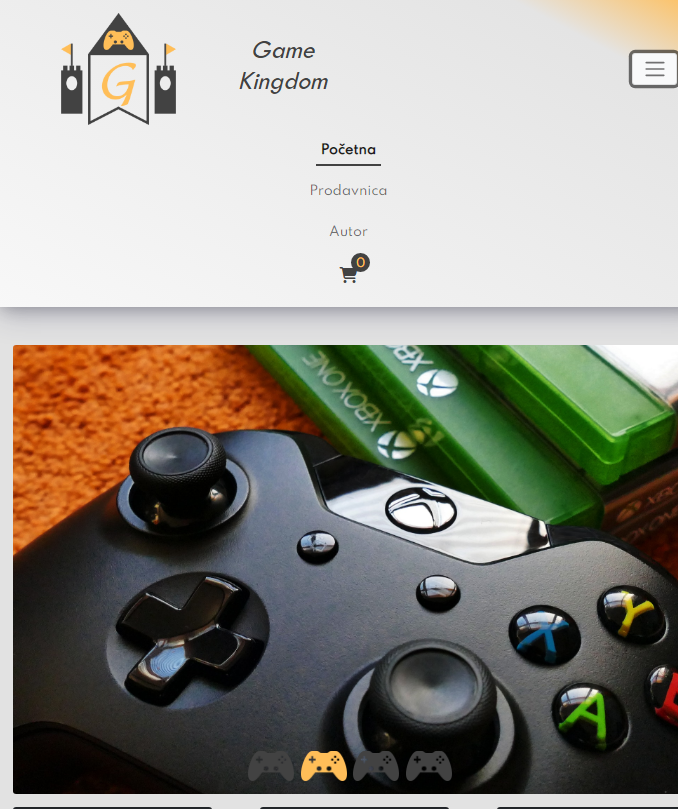 G
Game
Kingdom
Početna
Prodavnica
Autor
0
XBOX ONE
XBOX
X
Y
A